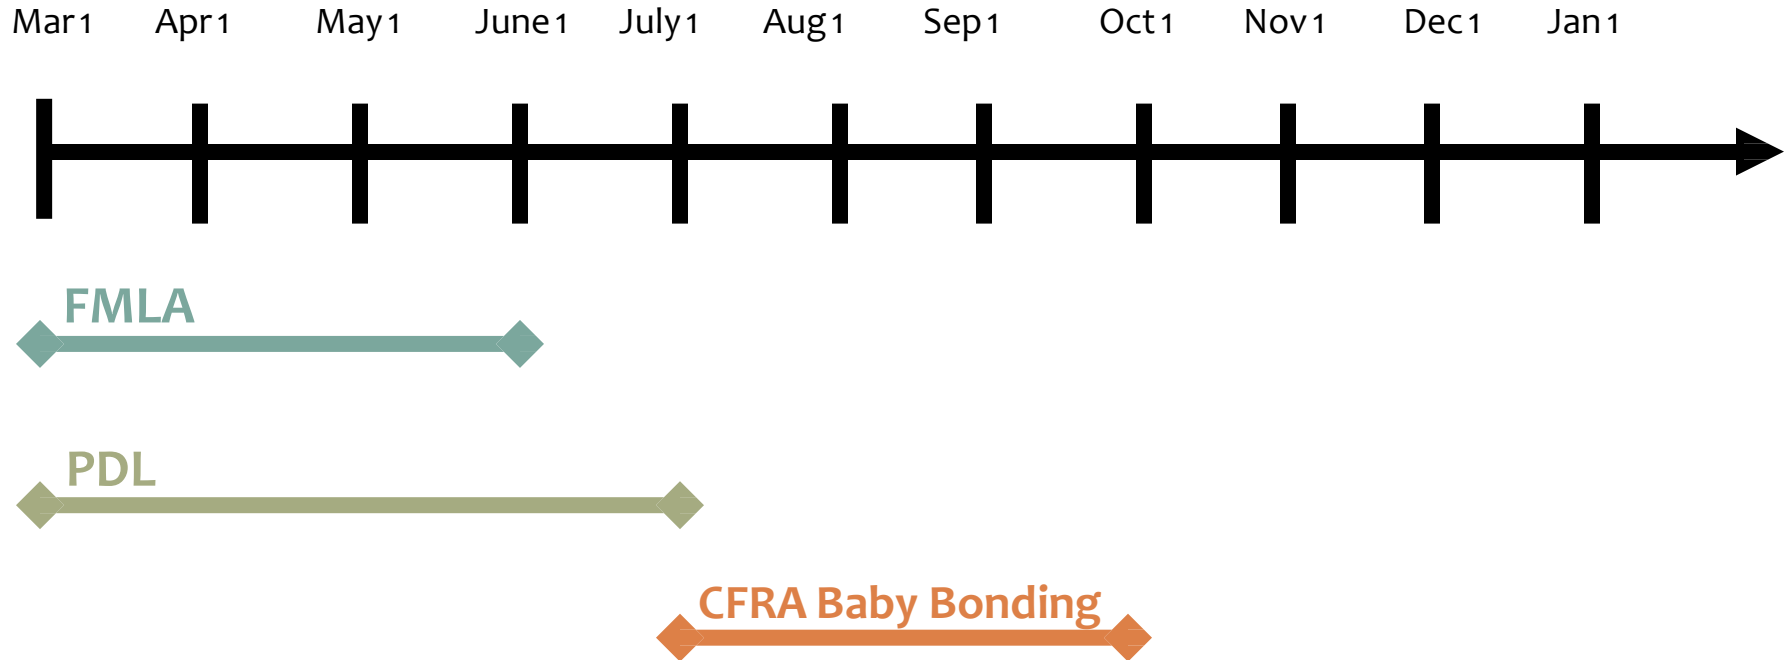 Mar 1 Apr 1 May 1 June 1 July 1 Aug 1 Sep 1 Oct 1 Nov 1 Dec 1 Jan 1
FMLA
PDL
CFRA Baby Bonding